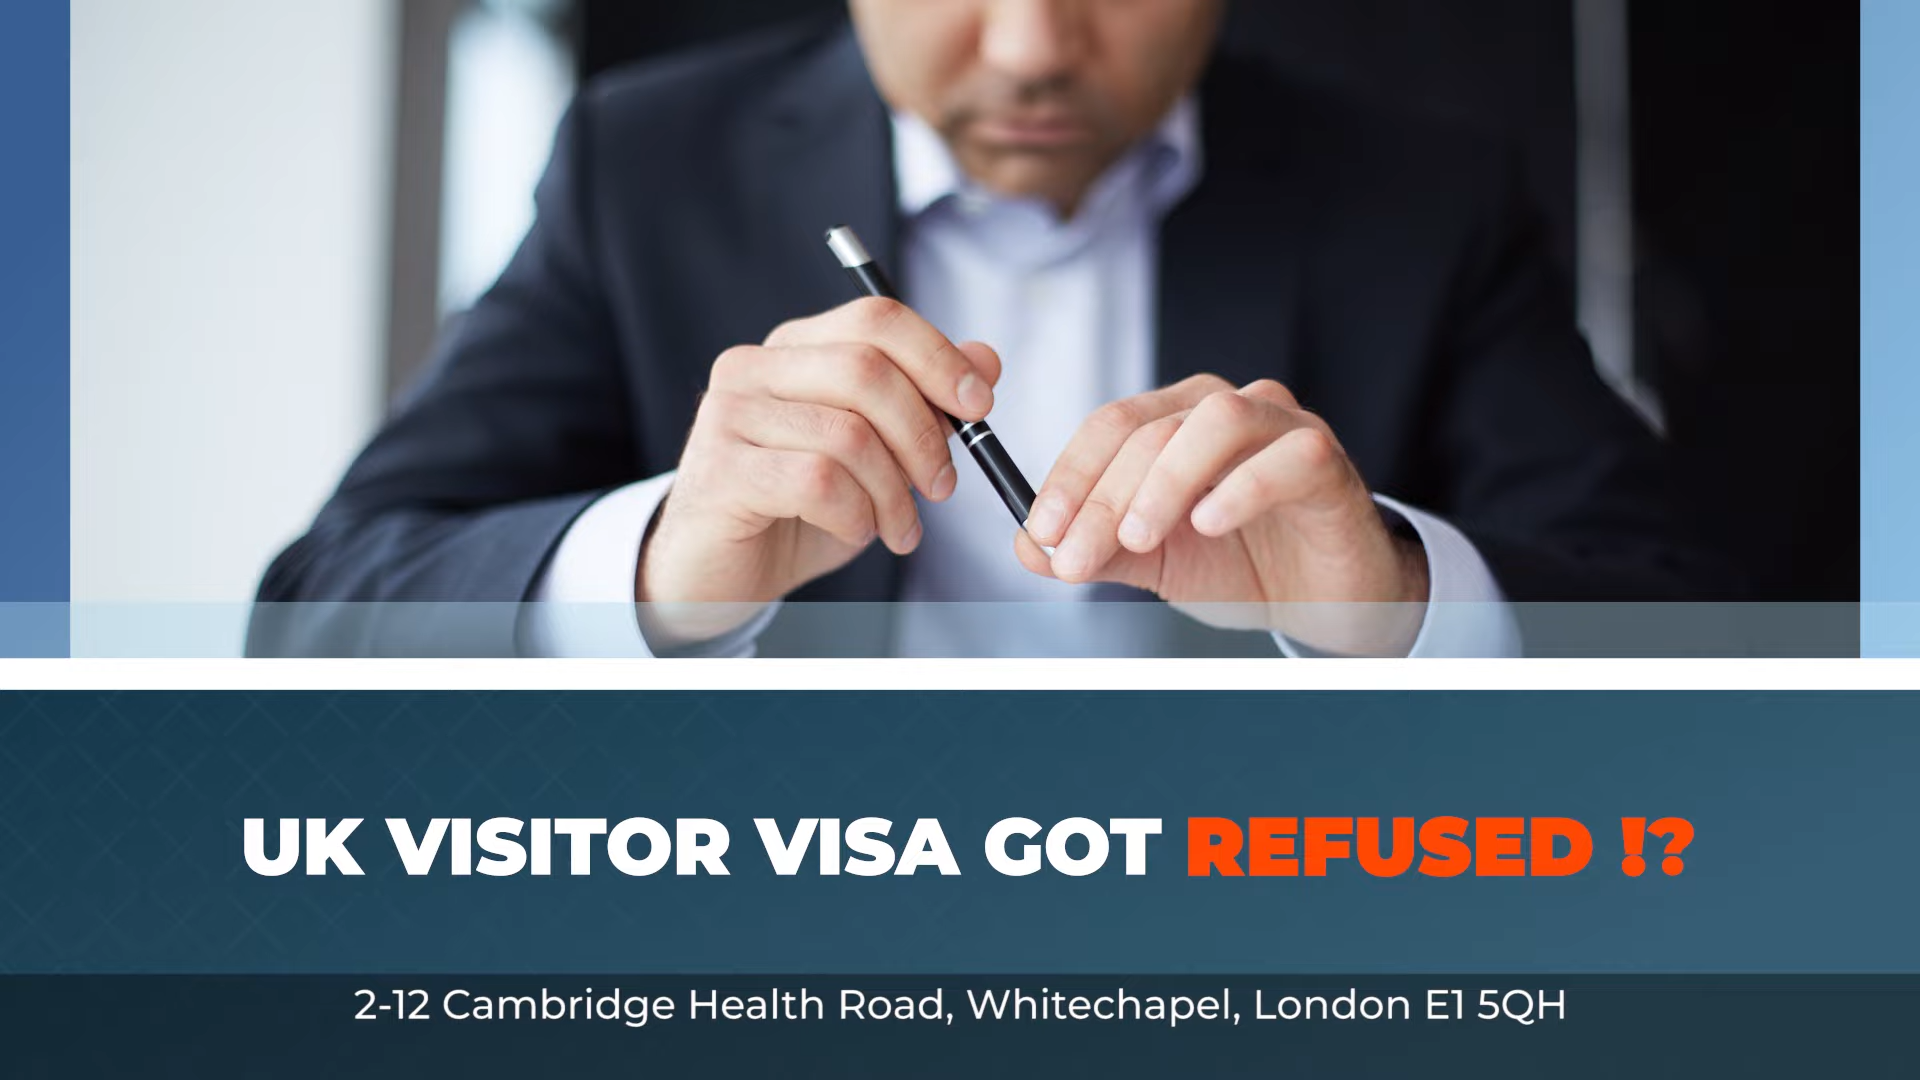 UK VISITOR VISA GOT REFUSED !?
2-12 Cambridge Health Road, Whitechapel, London E1 5QH